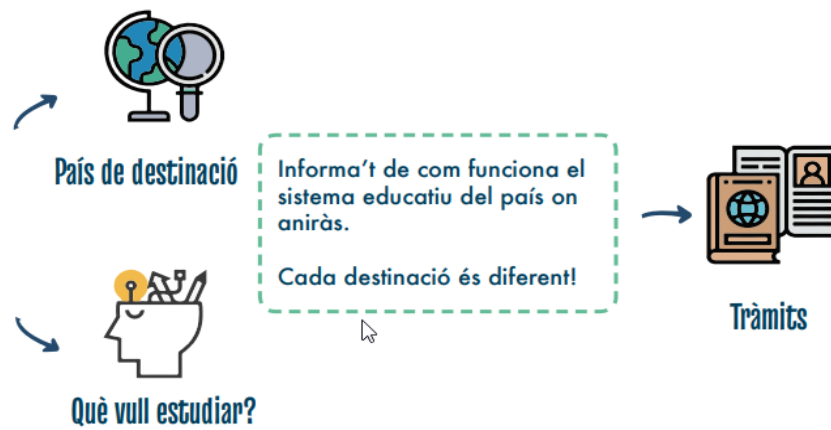 País de destinació
Informa’t de com funciona el
sistema educatiu del país on
aniràs.
Cada destinació és diferent!
Tràmits
Què vull estudiar?